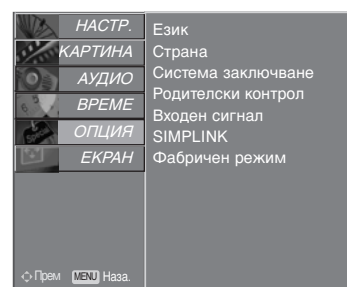 НАСТР.
КАРТИНА
АУДИО
ВРЕМЕ
ОПЦИЯ
ЕКРАН
Език
Страна
Система заключване
Родителски контрол
Входен сигнал
SIMPLINK
Фабричен режим
Прем MENU Наза.